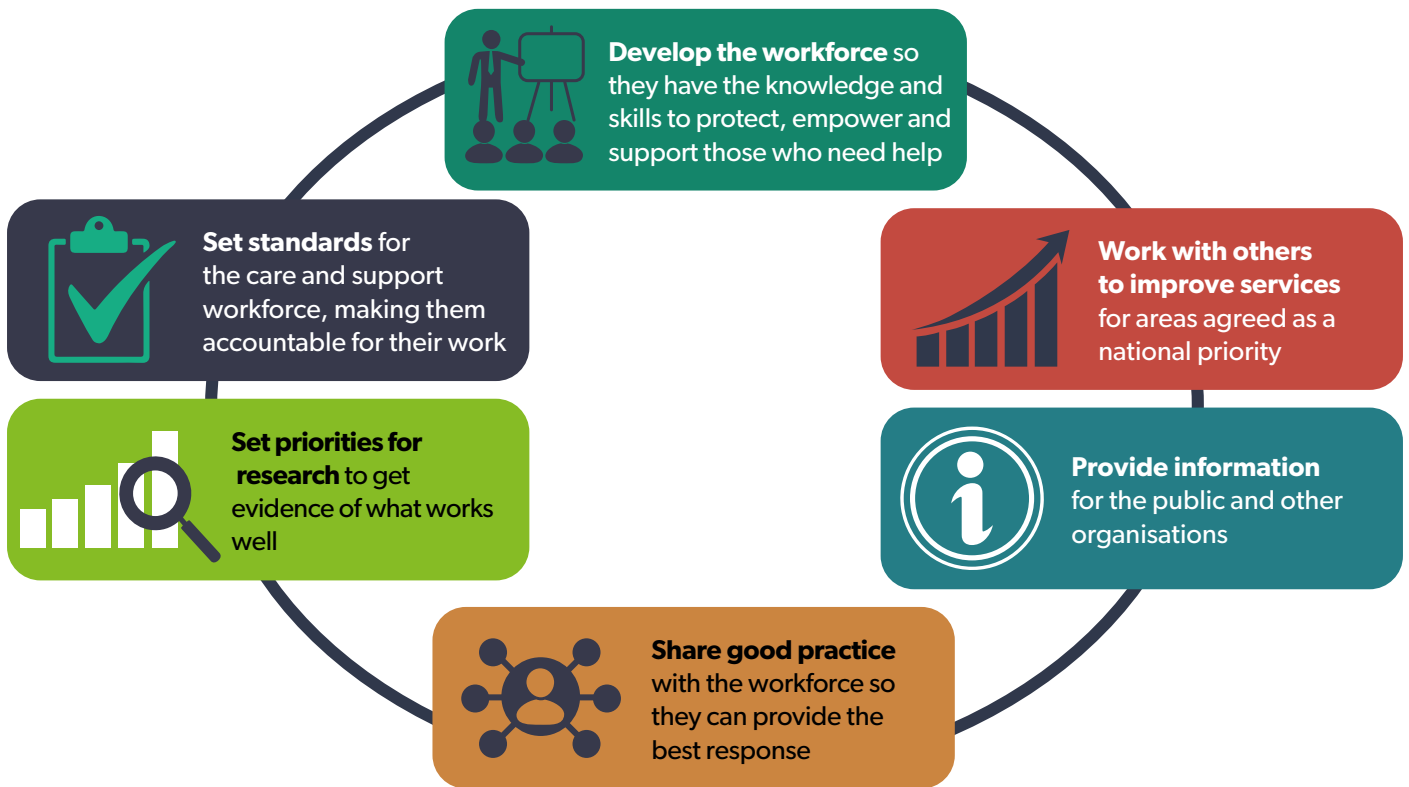 Develop the workforce so
they have the knowledge and
skills to protect, empower and
support those who need help
Set standards for
the care and support
workforce, making them
accountable for their work
Work with others
to improve services
for areas agreed as a
national priority
Set priorities for
research to get
evidence of what works
well
Provide information
for the public and other
organisations
Share good practice
with the workforce so
they can provide the
best response